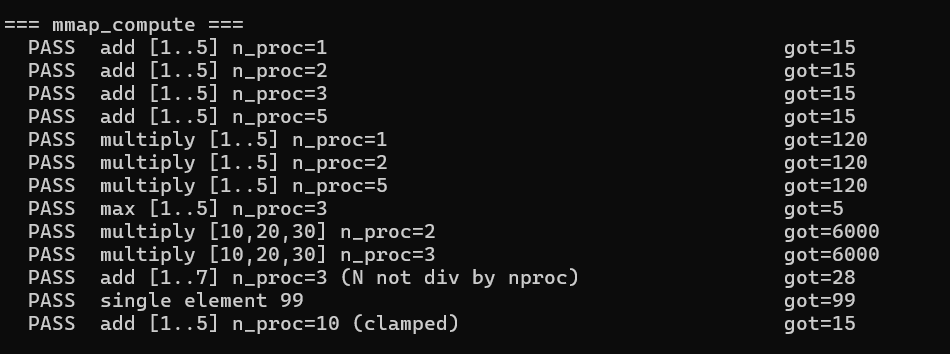 === mmap_compute ===
PASS  add [1..5] n_proc=1  got=15
PASS  add [1..5] n_proc=2  got=15
PASS  add [1..5] n_proc=3  got=15
PASS  add [1..5] n_proc=5  got=15
PASS  multiply [1..5] n_proc=1  got=120
PASS  multiply [1..5] n_proc=2  got=120
PASS  multiply [1..5] n_proc=5  got=120
PASS  max [1..5] n_proc=3  got=5
PASS  multiply [10,20,30] n_proc=2  got=6000
PASS  multiply [10,20,30] n_proc=3  got=6000
PASS  add [1..7] n_proc=3 (N not div by nproc)  got=28
PASS  single element 99  got=99
PASS  add [1..5] n_proc=10 (clamped)  got=15